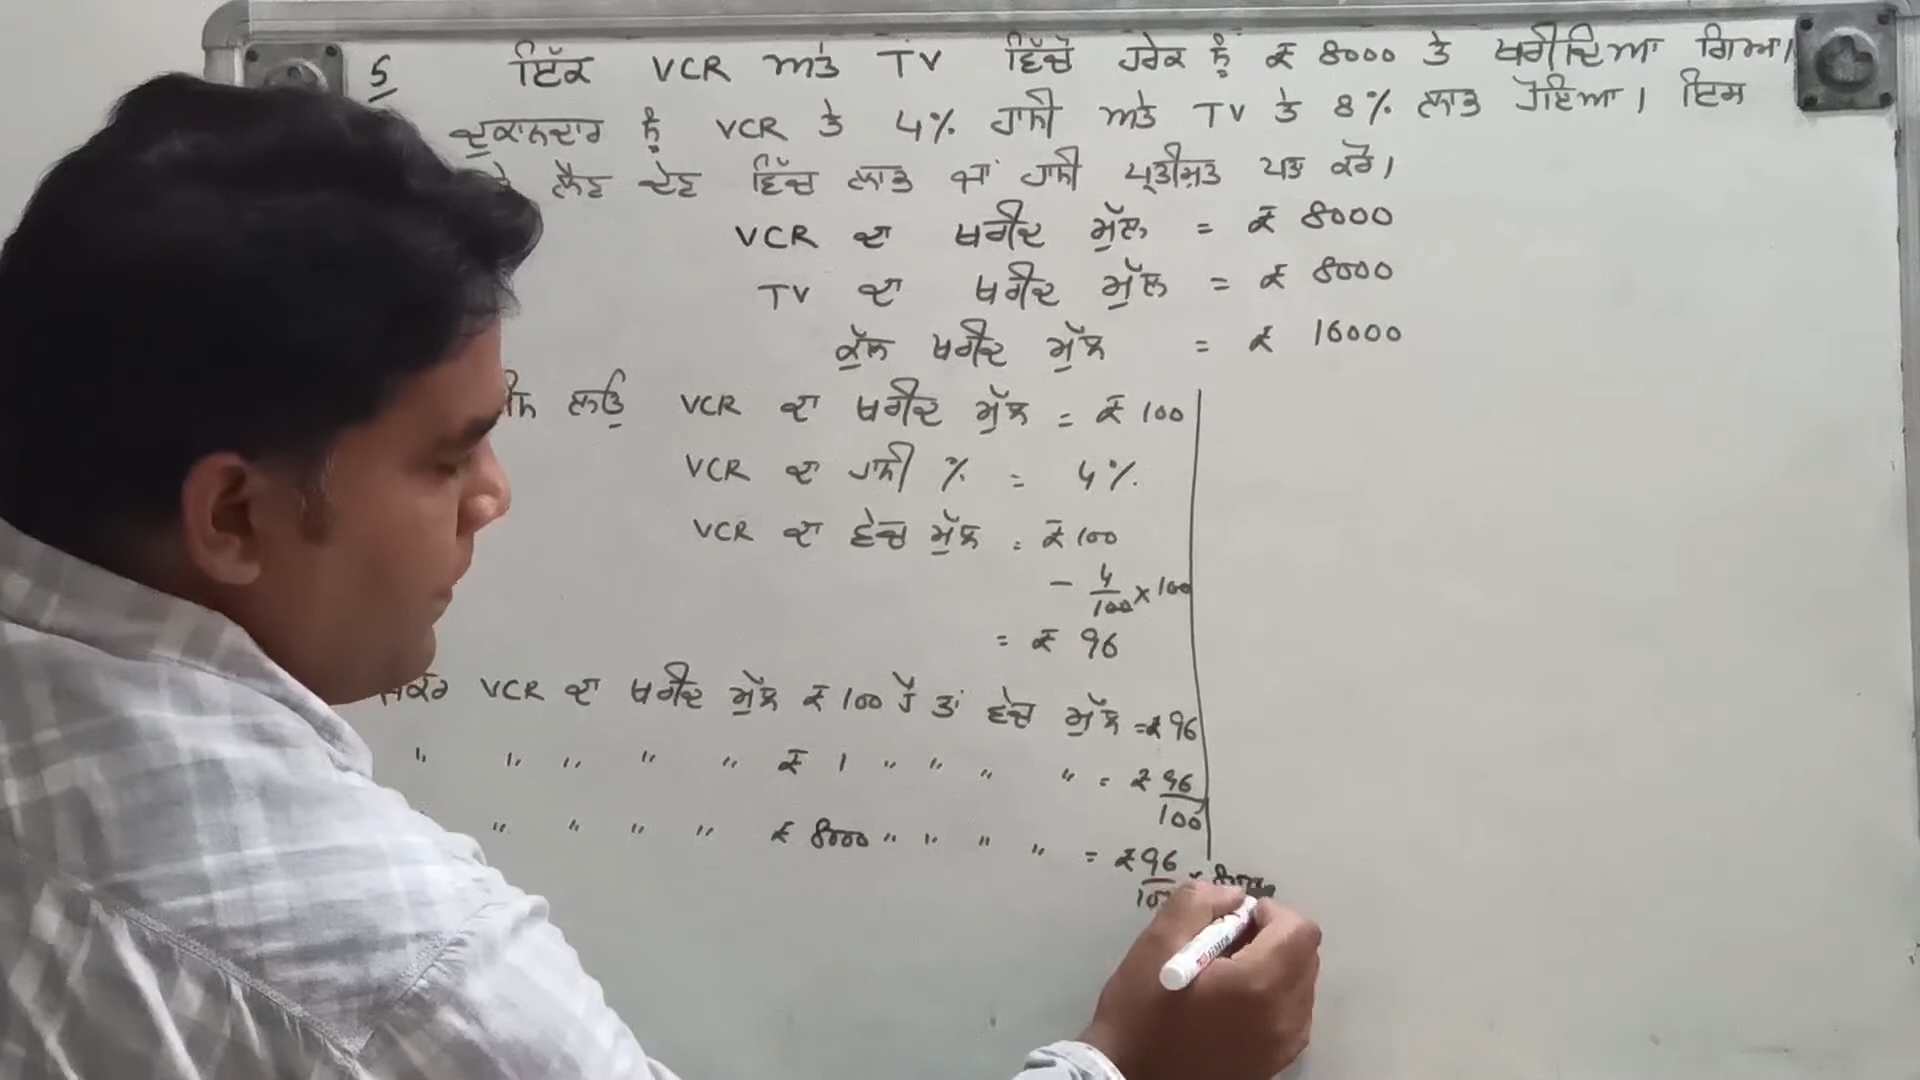 5 ਇੱਕ VCR ਅਤੇ TV ਵਿੱਚੋਂ ਹਰੇਕ ਨੂੰ ₹ 8000 ਤੇ ਖਰੀਦਿਆ ਗਿਆ।
ਦੁਕਾਨਦਾਰ ਨੂੰ VCR ਤੇ 4% ਹਾਨੀ ਅਤੇ TV ਤੇ 8% ਲਾਭ ਹੋਇਆ। ਇਸ
ਲੈਣ ਦੇਣ ਵਿੱਚ ਲਾਭ ਜਾਂ ਹਾਨੀ ਪ੍ਰਤੀਸ਼ਤ ਪਤਾ ਕਰੋ।
VCR ਦਾ ਖਰੀਦ ਮੁੱਲ = ₹ 8000
TV ਦਾ ਖਰੀਦ ਮੁੱਲ = ₹ 8000
ਕੁੱਲ ਖਰੀਦ ਮੁੱਲ = ₹ 16000
ਲਉ VCR ਦਾ ਖਰੀਦ ਮੁੱਲ = ₹ 100
VCR ਦਾ ਹਾਨੀ % = 4%
VCR ਦਾ ਵੇਚ ਮੁੱਲ = ₹ 100
- 4/100 × 100
= ₹ 96
VCR ਦਾ ਖਰੀਦ ਮੁੱਲ ₹ 100 ਹੈ ਤਾਂ ਵੇਚ ਮੁੱਲ = ₹ 96
" " " " " ₹ 1 " " " " = ₹ 96/100
" " " " ₹ 8000 " " " " = ₹ 96